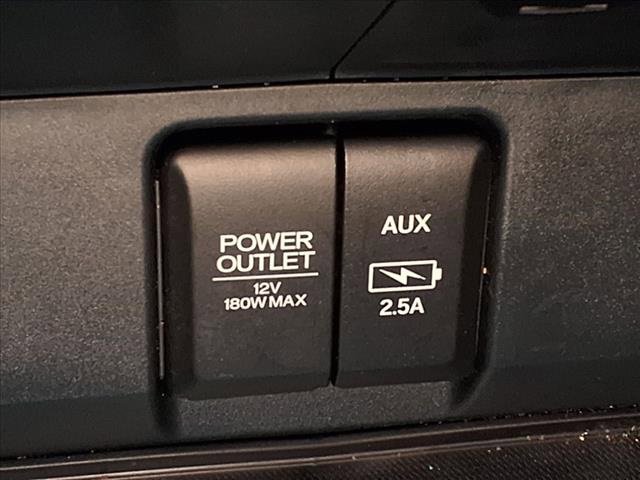 POWER
OUTLET
12V
180W MAX
AUX
2.5A